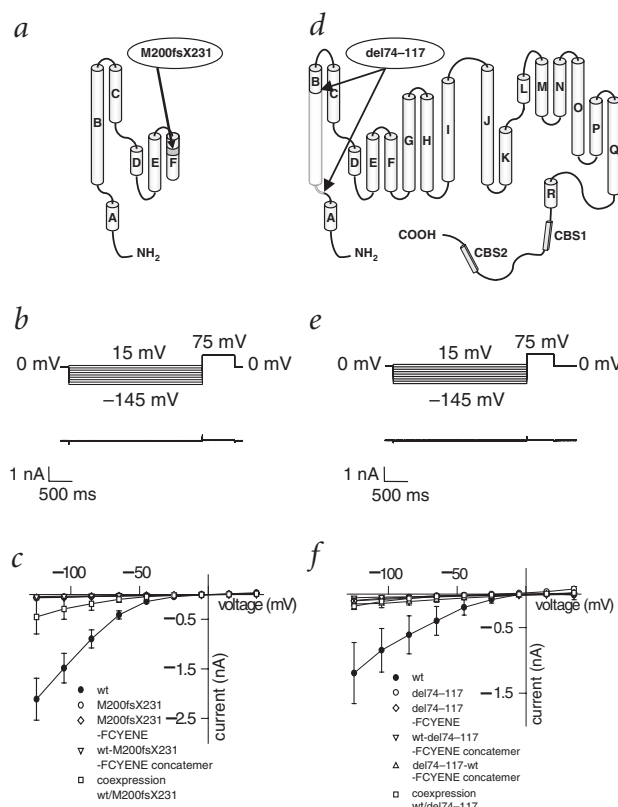 a
M200fsX231
B
C
D
E
F
A
NH2
d
del74–117
B
C
D
E
F
G
H
I
J
K
L
M
N
O
P
Q
R
A
NH2
COOH
CBS2
CBS1
b
75 mV
15 mV
0 mV
0 mV
–145 mV
1 nA
500 ms
e
75 mV
15 mV
0 mV
0 mV
–145 mV
1 nA
500 ms
c
–100
–50
voltage (mV)
–0.5
–1.5
–2.5
current (nA)
wt
M200fsX231
M200fsX231
-FCYENE
wt-M200fsX231
-FCYENE concatemer
coexpression
wt/M200fsX231
f
–100
–50
voltage (mV)
–0.5
–1.5
current (nA)
wt
del74–117
del74–117
-FCYENE
wt-del74–117
-FCYENE concatemer
del74–117-wt
-FCYENE concatemer
coexpression
wt/del74–117